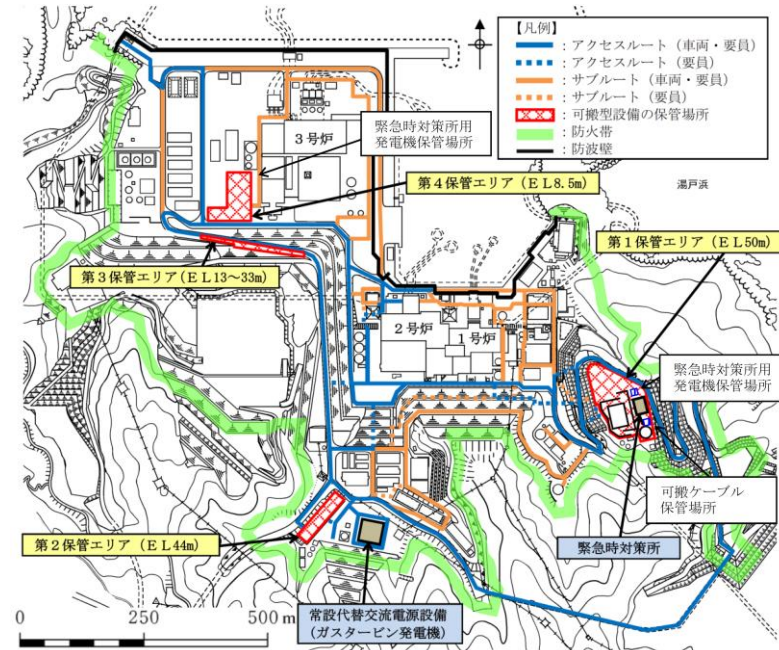 【凡例】
：アクセスルート（車両・要員）
：アクセスルート（要員）
：サブルート（車両・要員）
：サブルート（要員）
：可搬型設備の保管場所
：防火帯
：防波壁
緊急時対策所用
発電機保管場所
3号炉
第4保管エリア（EL8.5m）
湯戸浜
第1保管エリア（EL50m）
第3保管エリア（EL13～33m）
2号炉
1号炉
緊急時対策所用
発電機保管場所
可搬ケーブル
保管場所
緊急時対策所
第2保管エリア（EL44m）
常設代替交流電源設備
（ガスタービン発電機）
0 250 500 m